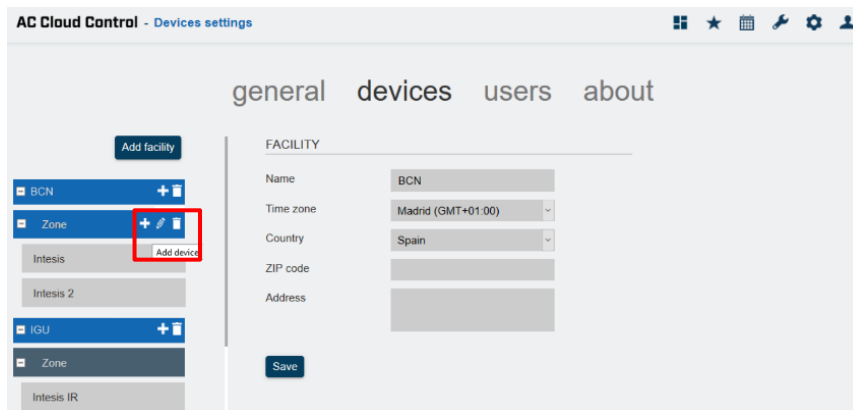 AC Cloud Control - Devices settings
general devices users about
Add facility
BCN
Zone
Add device
Intesis
Intesis 2
IGU
Zone
Intesis IR
FACILITY
Name BCN
Time zone Madrid (GMT+01:00)
Country Spain
ZIP code
Address
Save